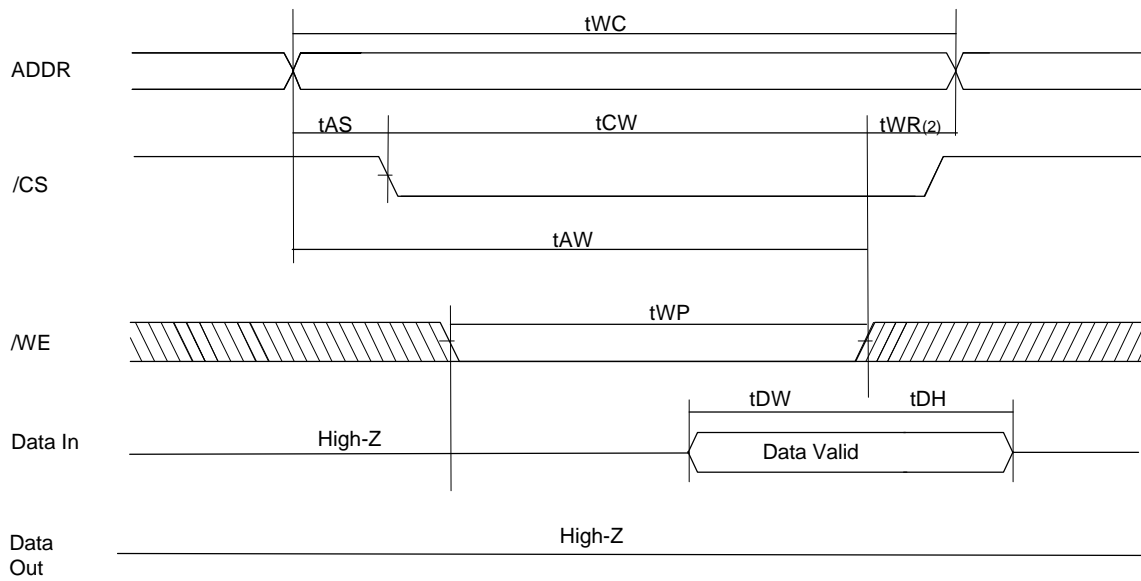 tWC
ADDR
tAS
tCW
tWR(2)
/CS
tAW
tWP
/WE
tDW
tDH
Data In
High-Z
Data Valid
High-Z
Data
Out